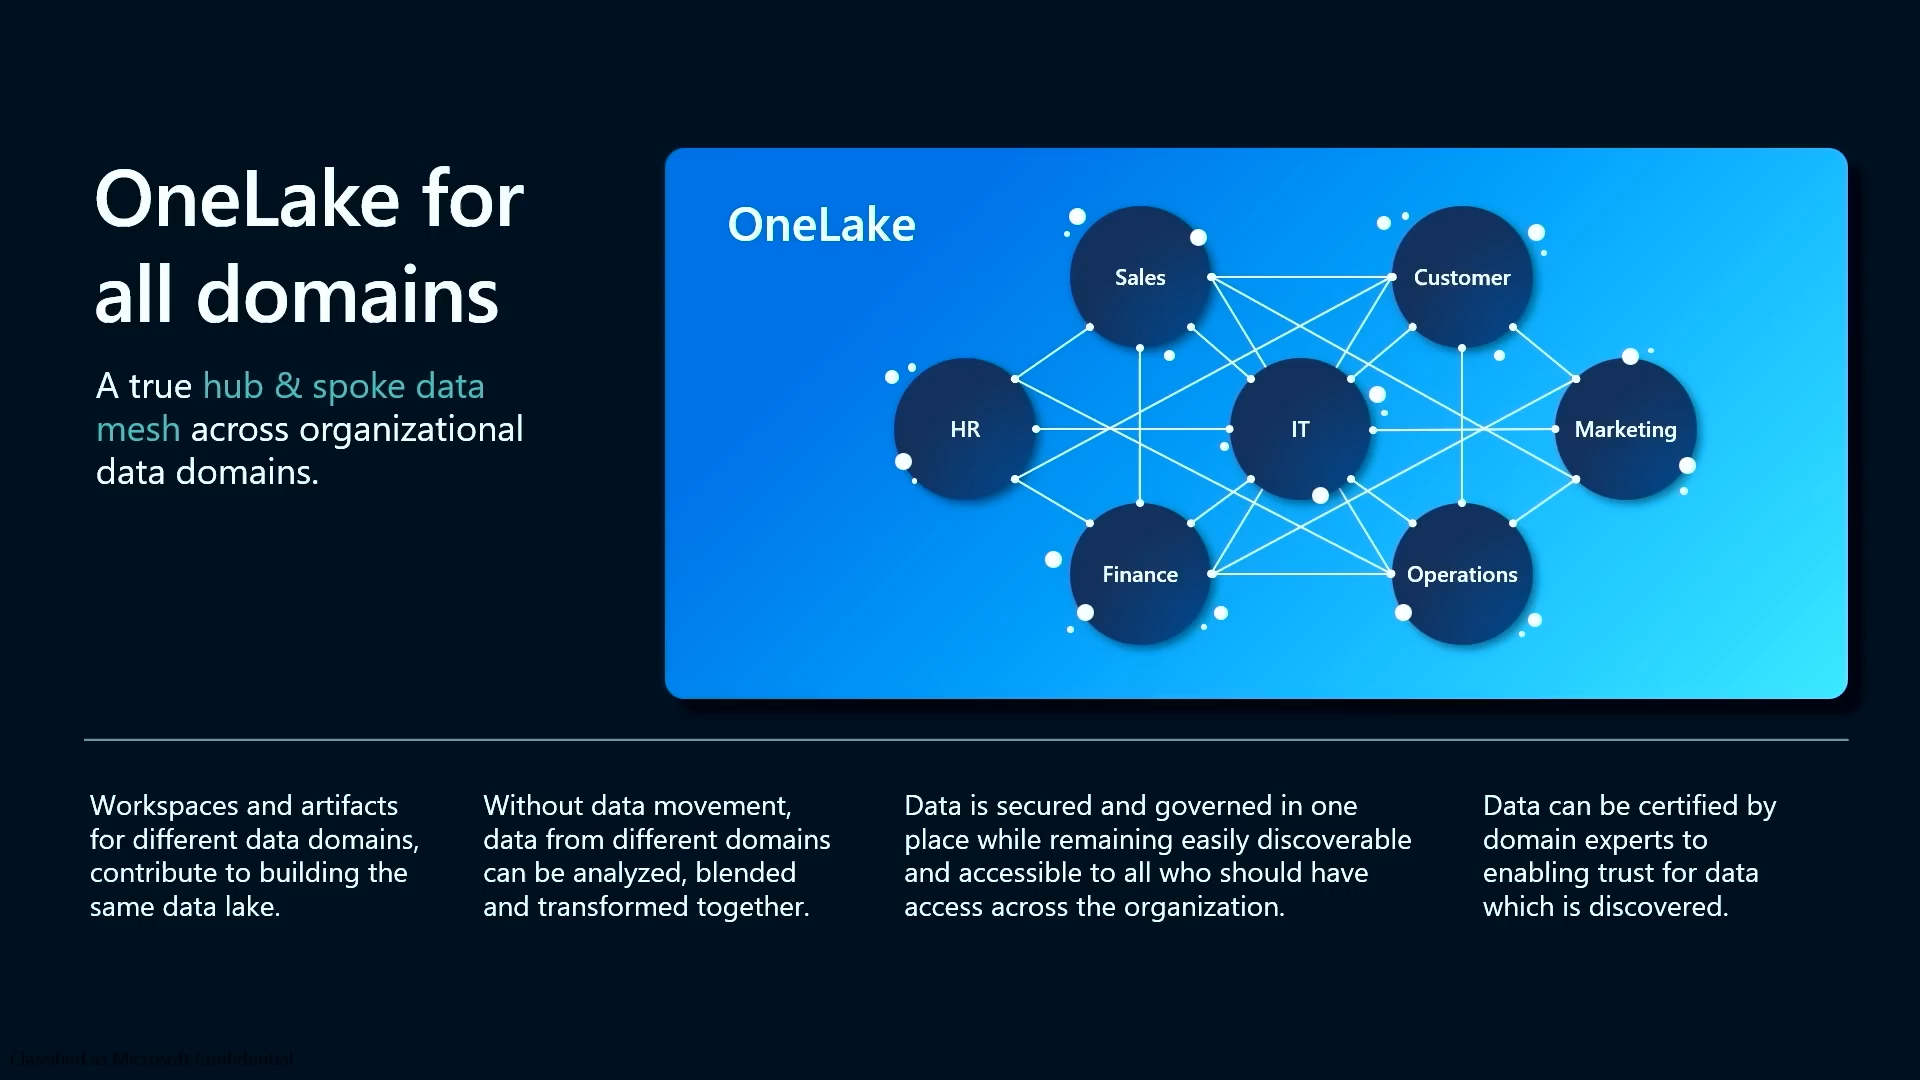 OneLake for
all domains
A true hub & spoke data
mesh across organizational
data domains.
OneLake
Sales
Customer
HR
IT
Marketing
Finance
Operations
Workspaces and artifacts
for different data domains,
contribute to building the
same data lake.
Without data movement,
data from different domains
can be analyzed, blended
and transformed together.
Data is secured and governed in one
place while remaining easily discoverable
and accessible to all who should have
access across the organization.
Data can be certified by
domain experts to
enabling trust for data
which is discovered.
Classified as Microsoft Confidential